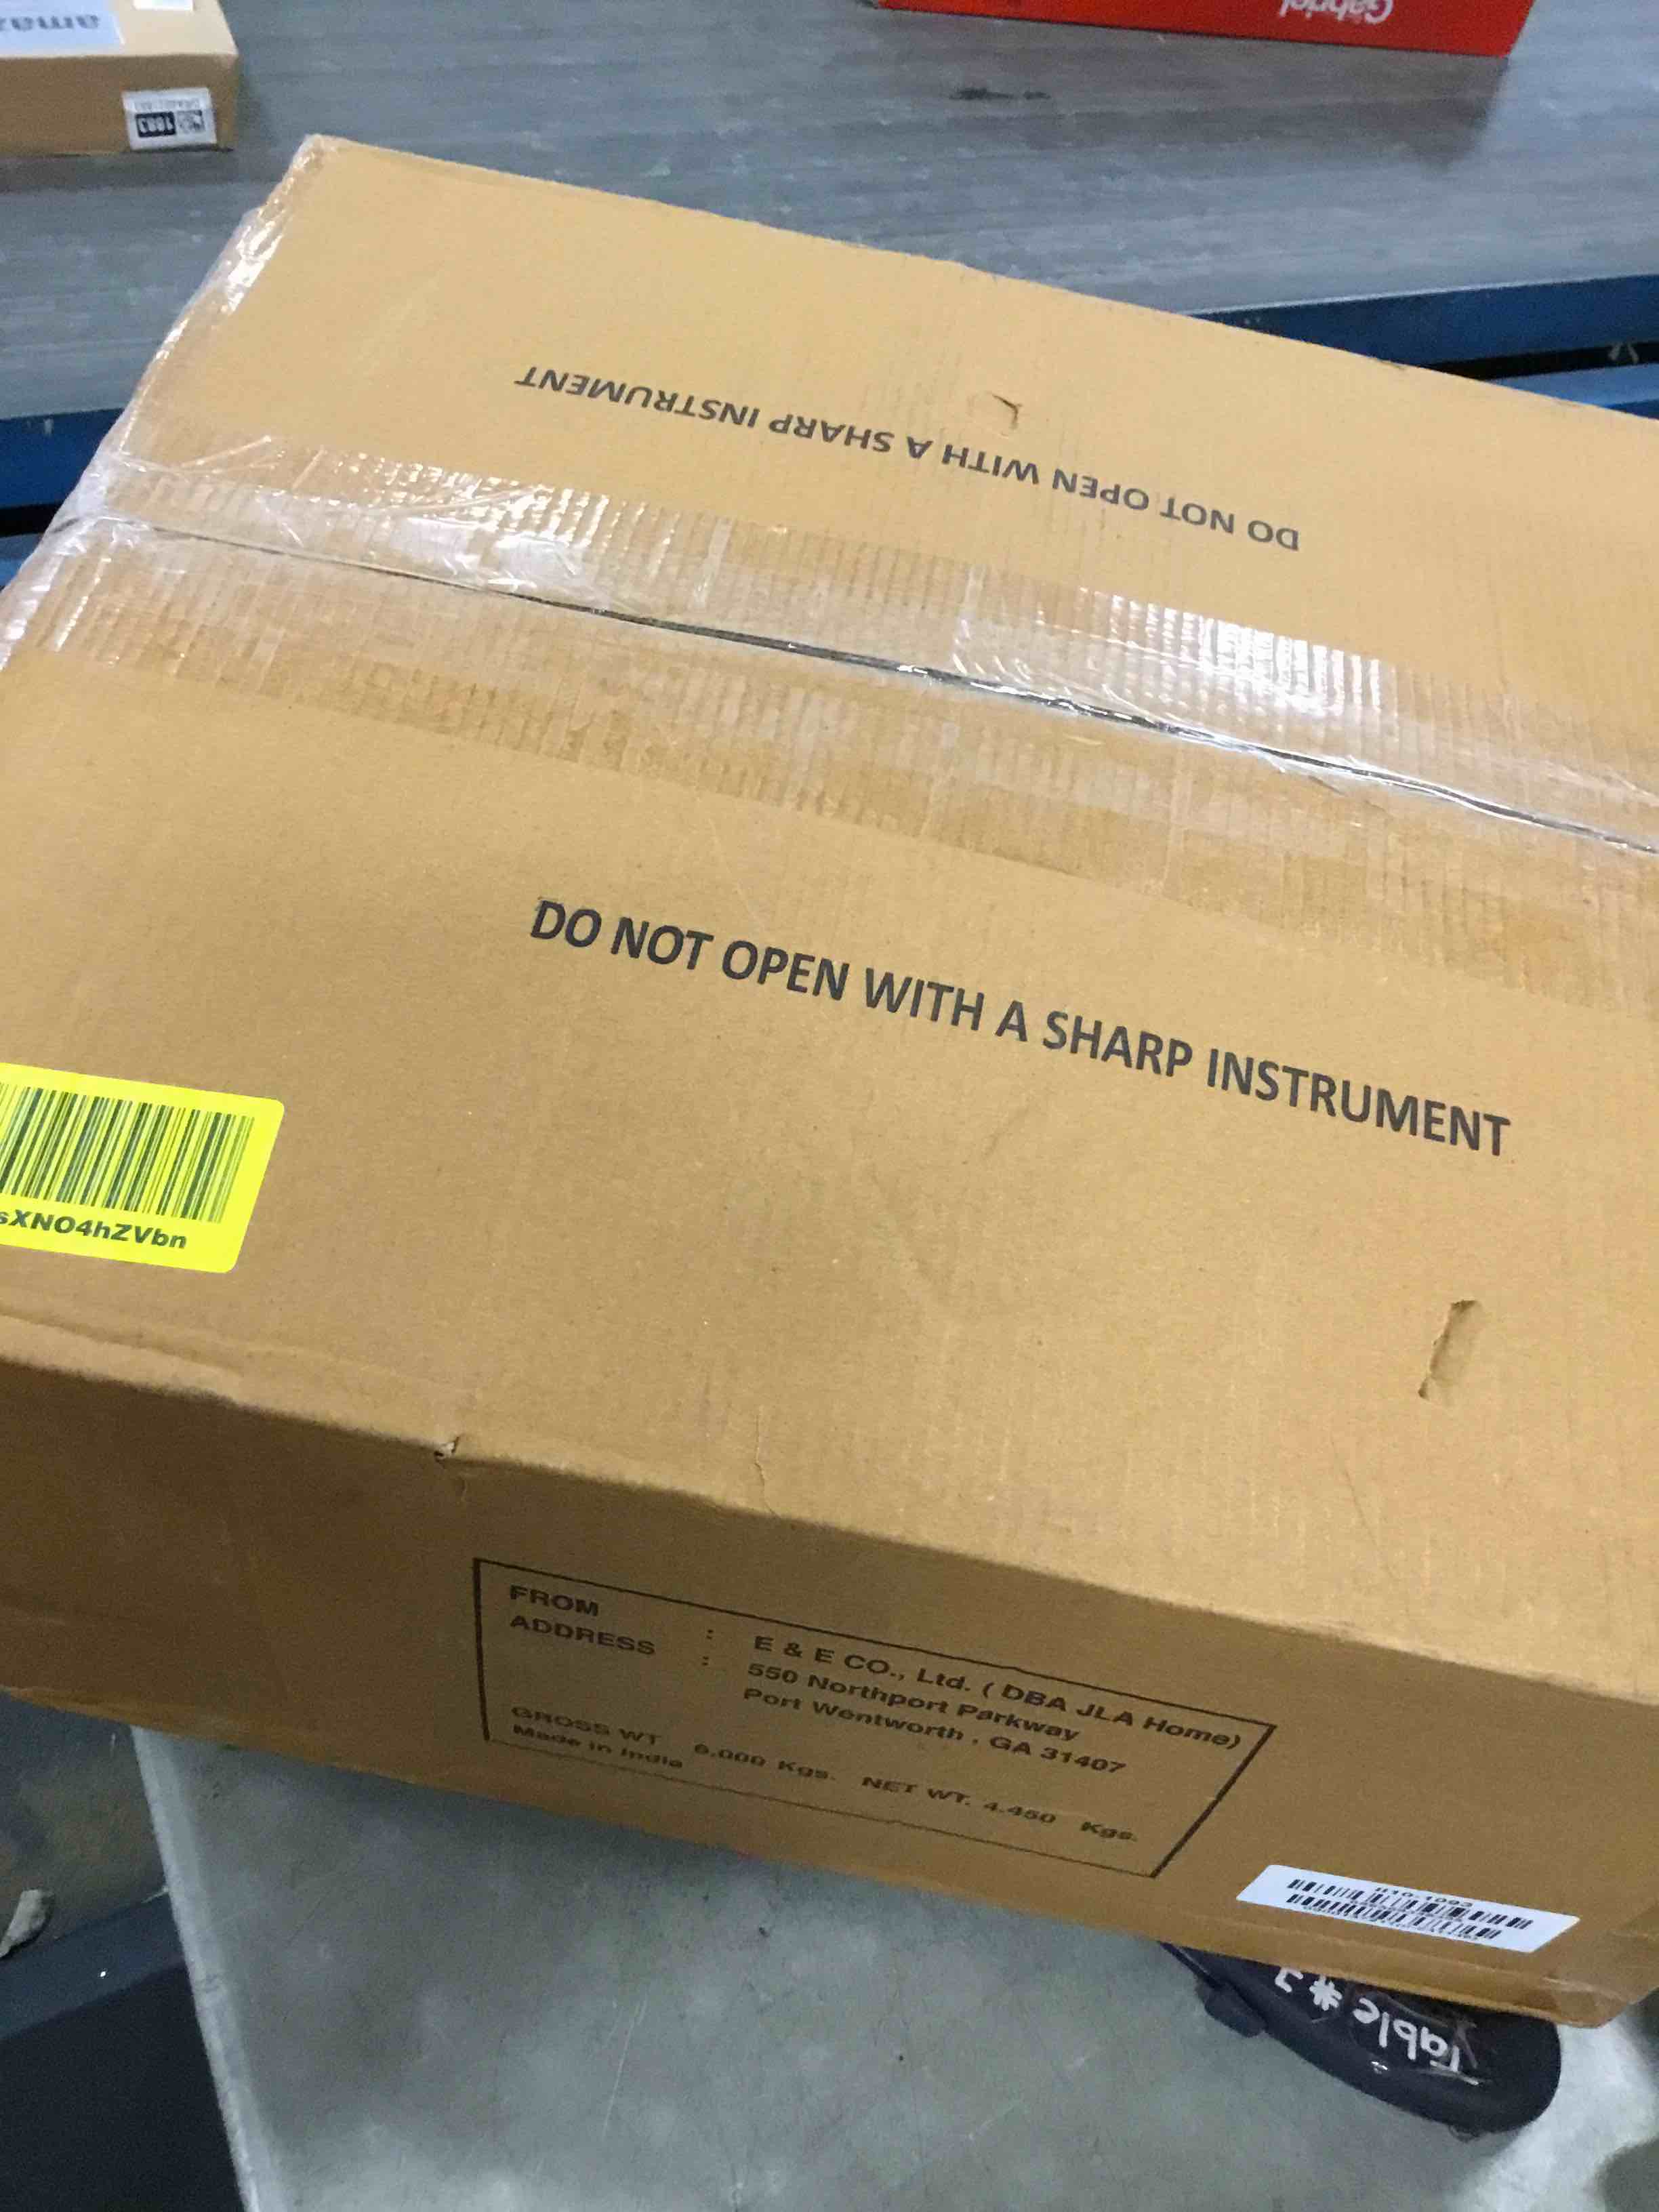 Gabriel
1083
DO NOT OPEN WITH A SHARP INSTRUMENT
DO NOT OPEN WITH A SHARP INSTRUMENT
sXNO4hZVbn
FROM : E & E CO., Ltd. ( DBA JLA Home)
ADDRESS : 550 Northport Parkway
Port Wentworth , GA 31407
GROSS WT 6.000 Kgs. NET WT. 4.450 Kgs.
Made in India
Table #3